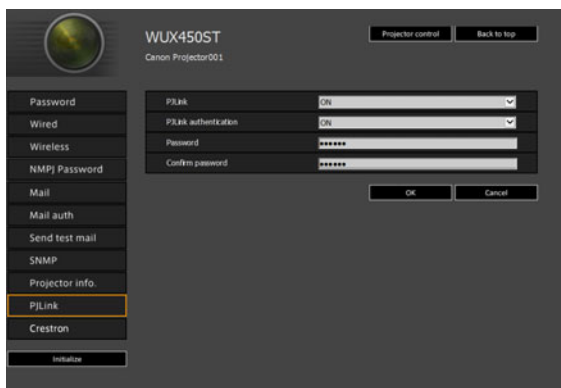 WUX450ST
Canon Projector001
Projector control
Back to top
Password
Wired
Wireless
NMPJ Password
Mail
Mail auth
Send test mail
SNMP
Projector info.
PJLink
Crestron
Initialize
PJLink ON
PJLink authentication ON
Password ••••••
Confirm password ••••••
OK
Cancel